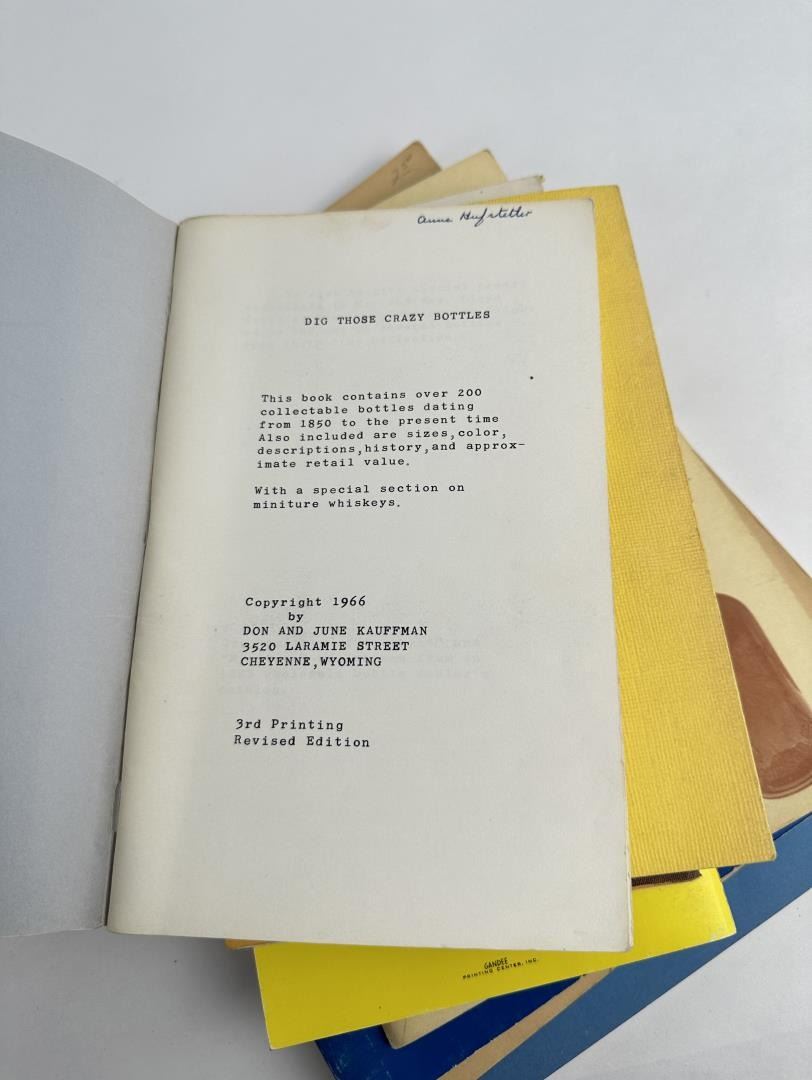 25
Anne Hufstetler
DIG THOSE CRAZY BOTTLES
This book contains over 200
collectable bottles dating
from 1850 to the present time
Also included are sizes,color,
descriptions,history,and approx-
imate retail value.
With a special section on
miniture whiskeys.
Copyright 1966
by
DON AND JUNE KAUFFMAN
3520 LARAMIE STREET
CHEYENNE,WYOMING
3rd Printing
Revised Edition
GANDEE
PRINTING CENTER, INC.